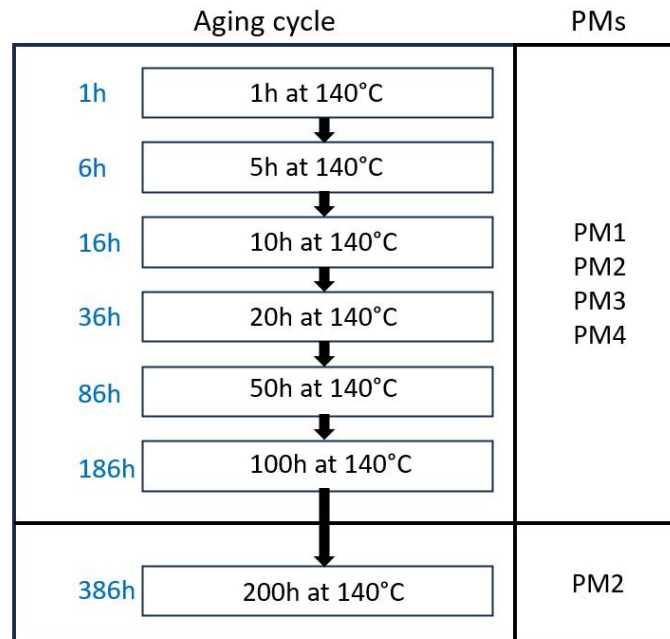 Aging cycle PMs
1h 1h at 140°C
6h 5h at 140°C
16h 10h at 140°C
36h 20h at 140°C
86h 50h at 140°C
186h 100h at 140°C
PM1
PM2
PM3
PM4
386h 200h at 140°C PM2